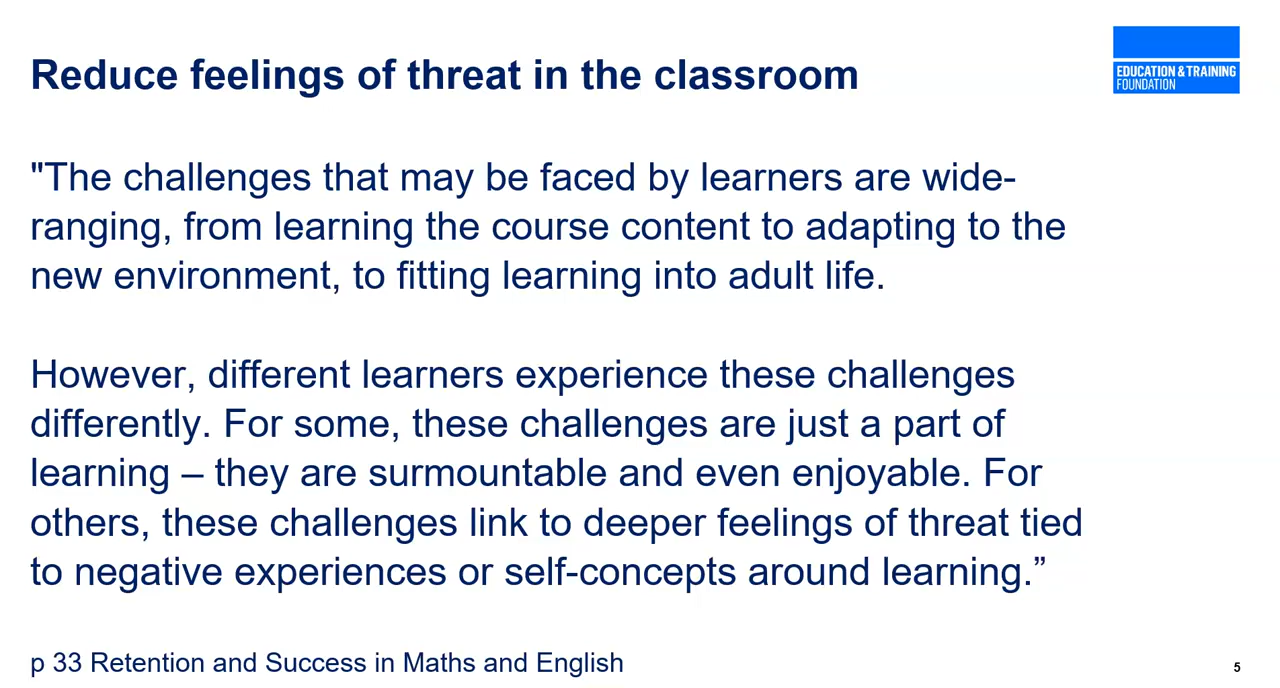 Reduce feelings of threat in the classroom
EDUCATION & TRAINING
FOUNDATION
"The challenges that may be faced by learners are wide-
ranging, from learning the course content to adapting to the
new environment, to fitting learning into adult life.
However, different learners experience these challenges
differently. For some, these challenges are just a part of
learning – they are surmountable and even enjoyable. For
others, these challenges link to deeper feelings of threat tied
to negative experiences or self-concepts around learning.”
p 33 Retention and Success in Maths and English
5